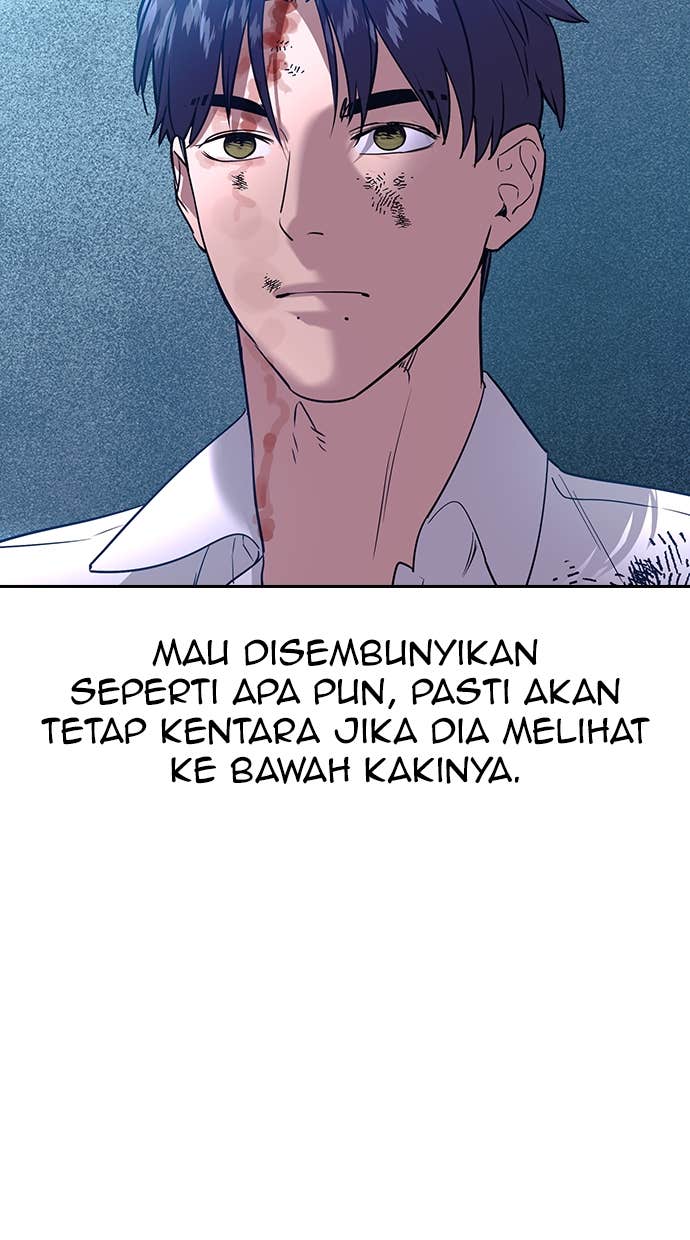 MAU DISEMBUNYIKAN
SEPERTI APA PUN, PASTI AKAN
TETAP KENTARA JIKA DIA MELIHAT
KE BAWAH KAKINYA.